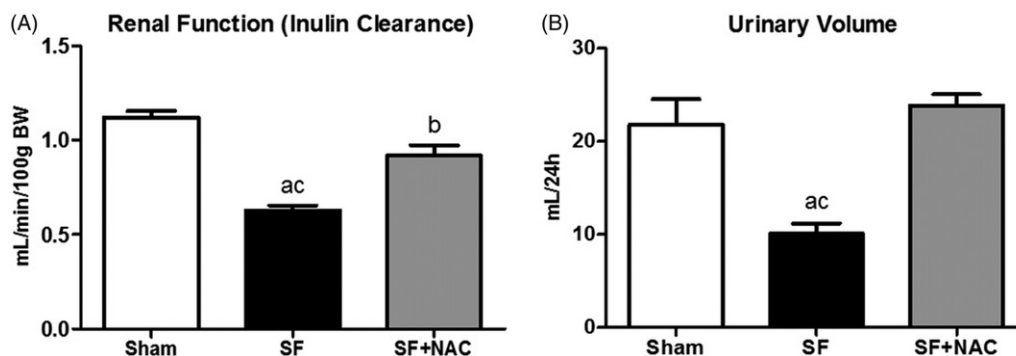 (A) Renal Function (Inulin Clearance)
mL/min/100g BW
1.5
1.0
0.5
0.0
ac
b
Sham SF SF+NAC
(B) Urinary Volume
mL/24h
30
20
10
0
ac
Sham SF SF+NAC